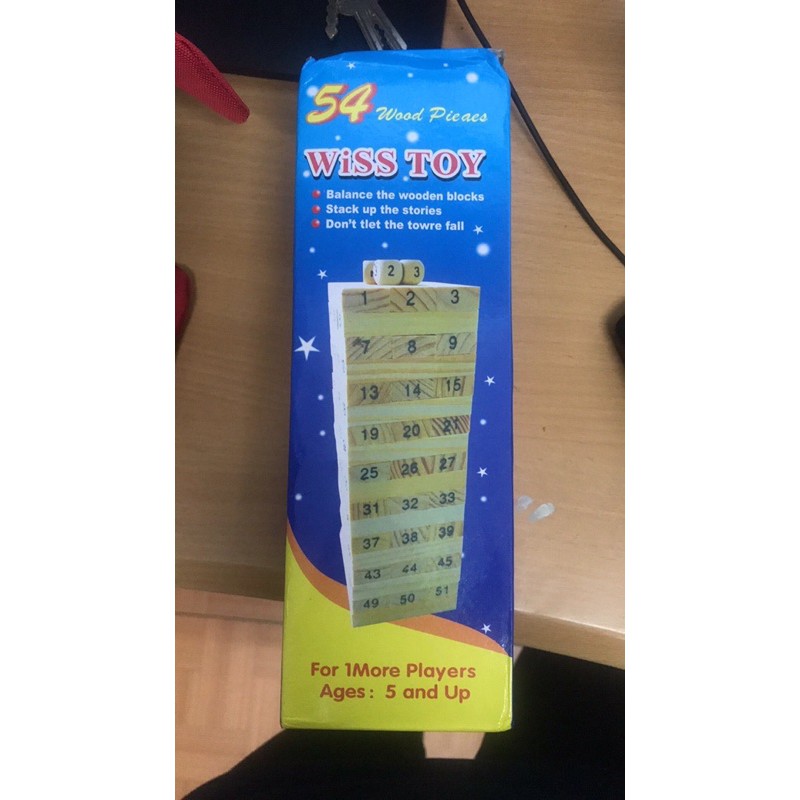 54 Wood Pieaes
WiSS TOY
Balance the wooden blocks
Stack up the stories
Don't tlet the towre fall
2 3
1 2 3
7 8 9
13 14 15
19 20 21
25 26 27
31 32 33
37 38 39
43 44 45
49 50 51
For 1More Players
Ages : 5 and Up